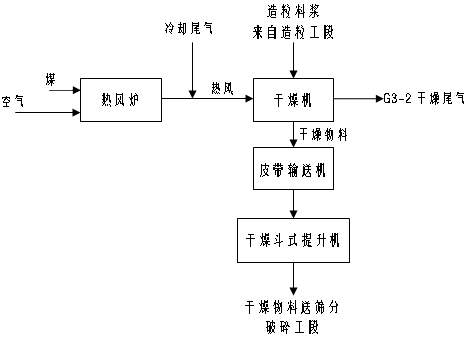 造粒料浆
冷却尾气
来自造粒工段
煤
热风
空气
热风炉
干燥机
G3-2干燥尾气
干燥物料
皮带输送机
干燥斗式提升机
干燥物料送筛分
破碎工段